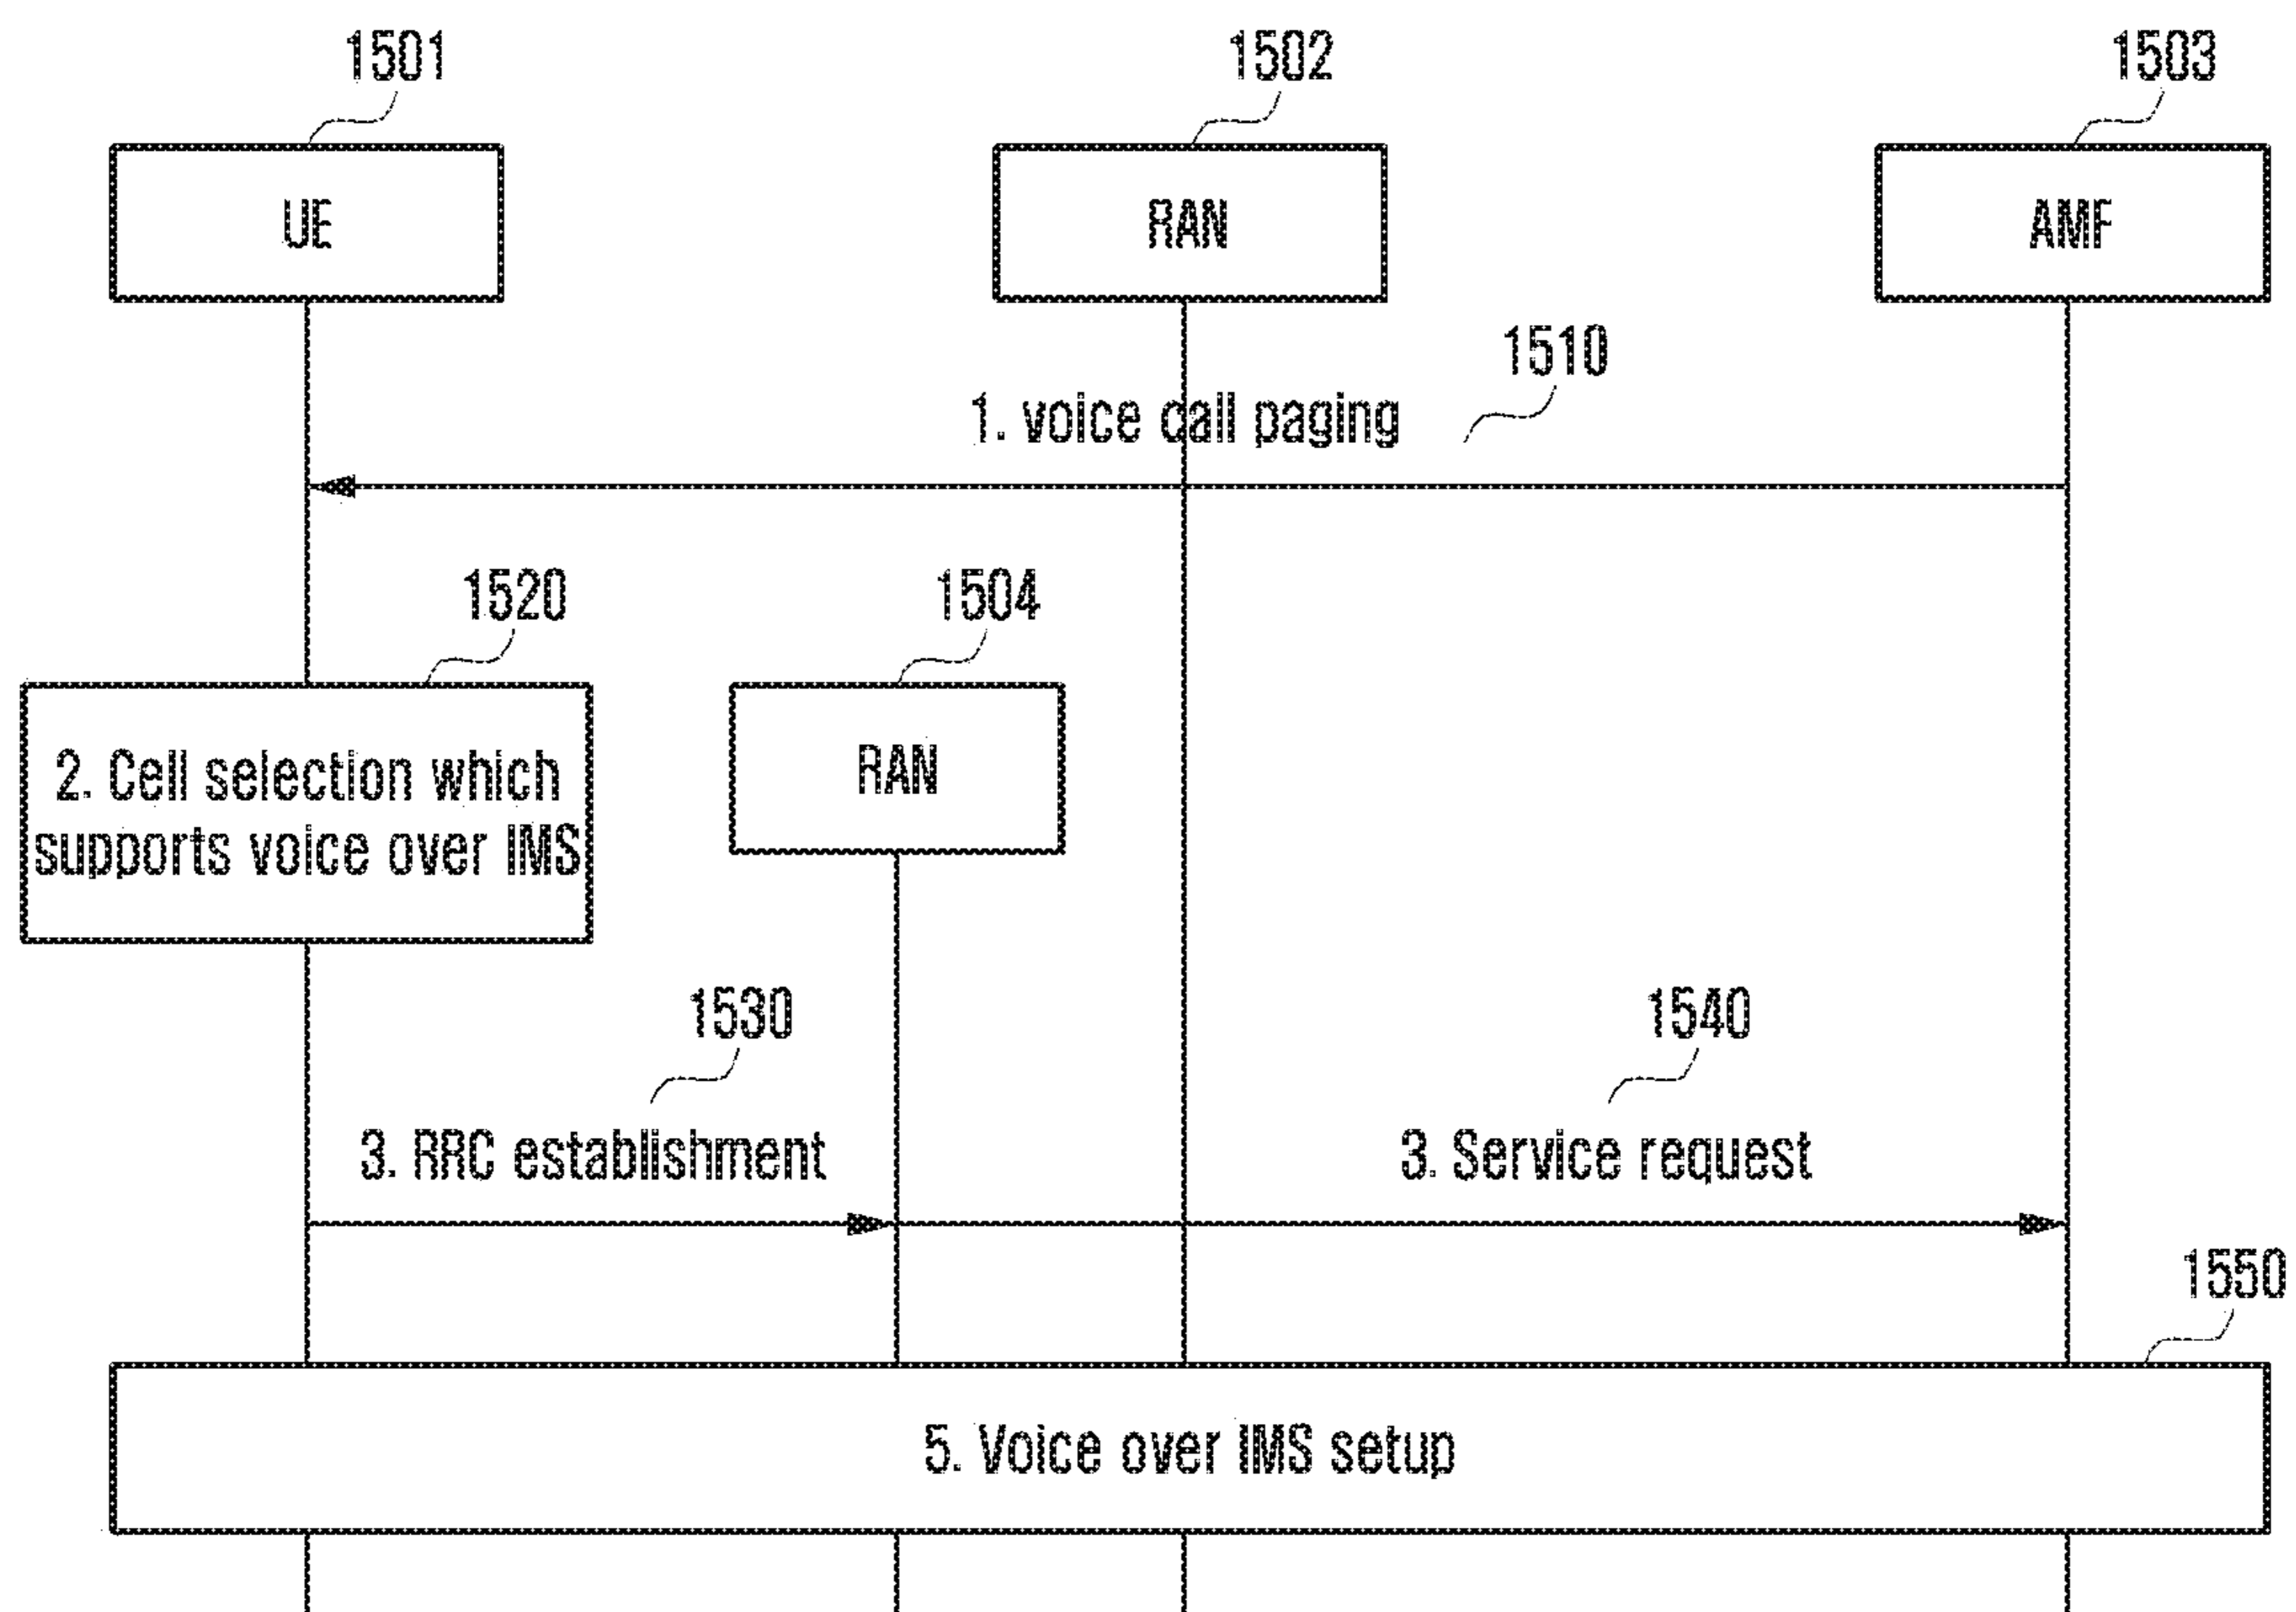 1501
1502
1503
UE
RAN
AMF
1510
1. voice call paging
1520
1504
2. Cell selection which
supports voice over IMS
RAN
1530
1540
3. RRC establishment
3. Service request
1550
5. Voice over IMS setup